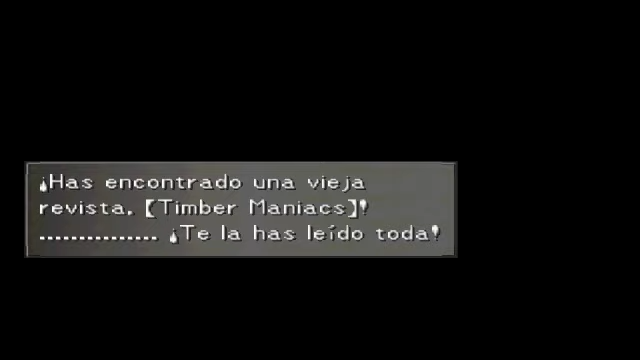 ¡Has encontrado una vieja
revista, [Timber Maniacs]!
............... ¡Te la has leído toda!